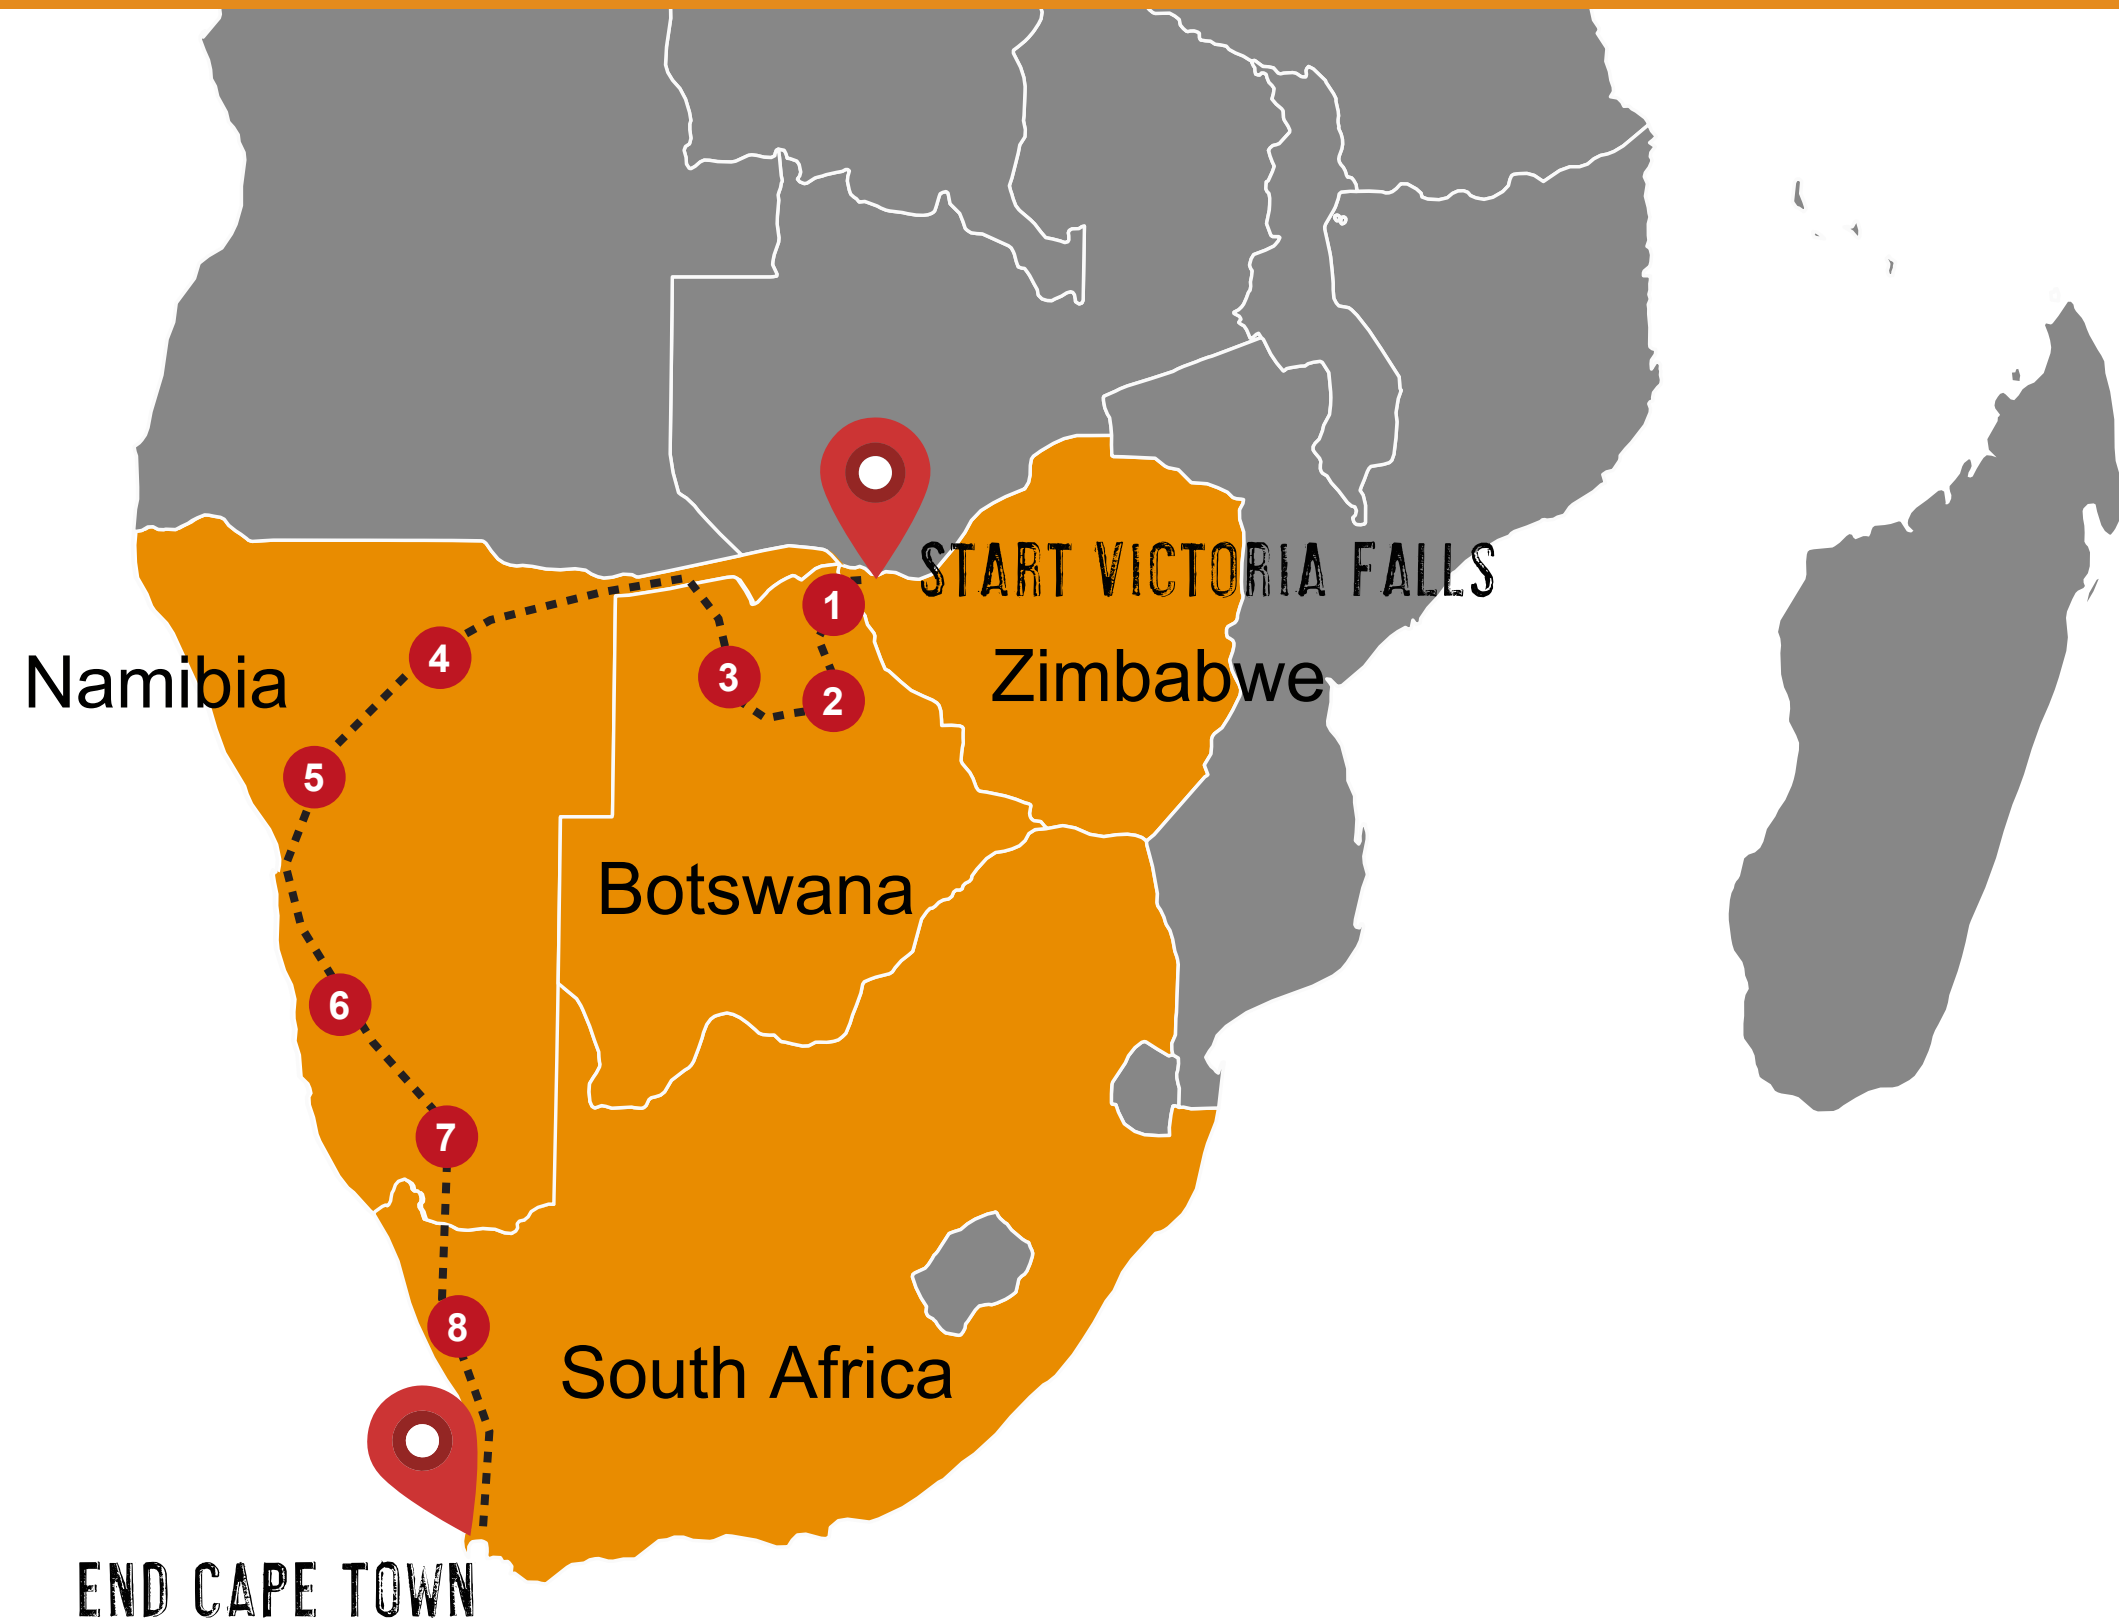 START VICTORIA FALLS
1
Zimbabwe
4
3
2
Namibia
5
Botswana
6
7
8
South Africa
END CAPE TOWN